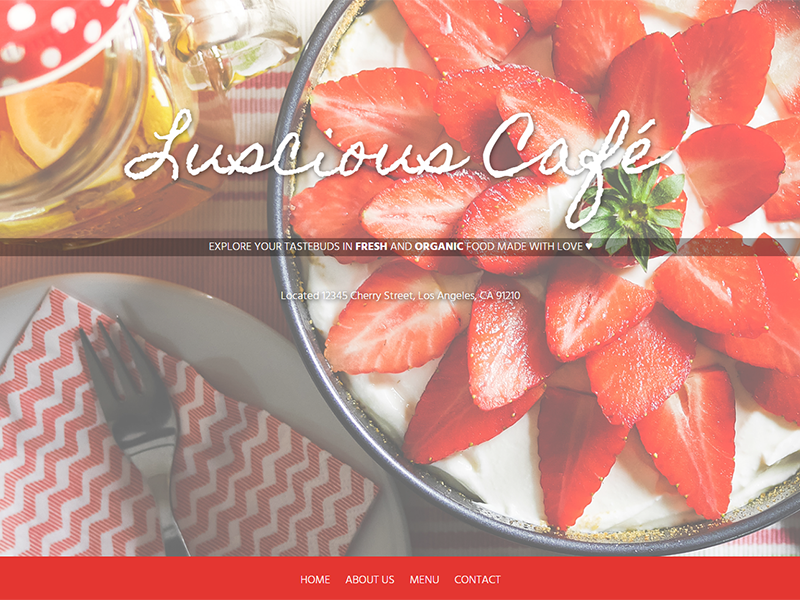 Luscious Café
EXPLORE YOUR TASTEBUDS IN FRESH AND ORGANIC FOOD MADE WITH LOVE ♥
Located 12345 Cherry Street, Los Angeles, CA 91210
HOME ABOUT US MENU CONTACT